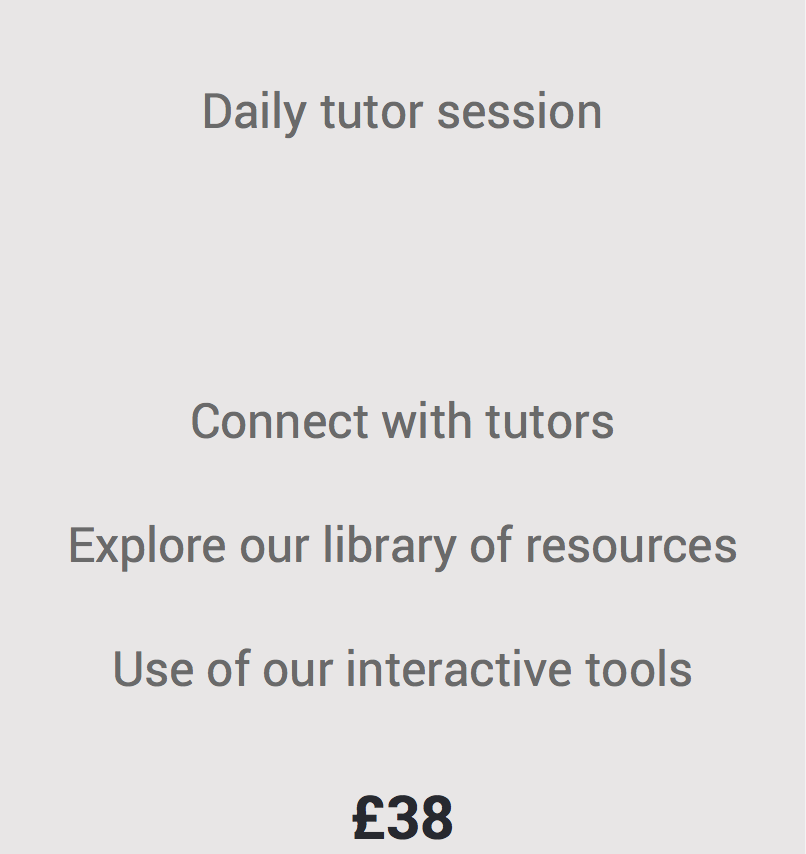 Daily tutor session
Connect with tutors
Explore our library of resources
Use of our interactive tools
£38